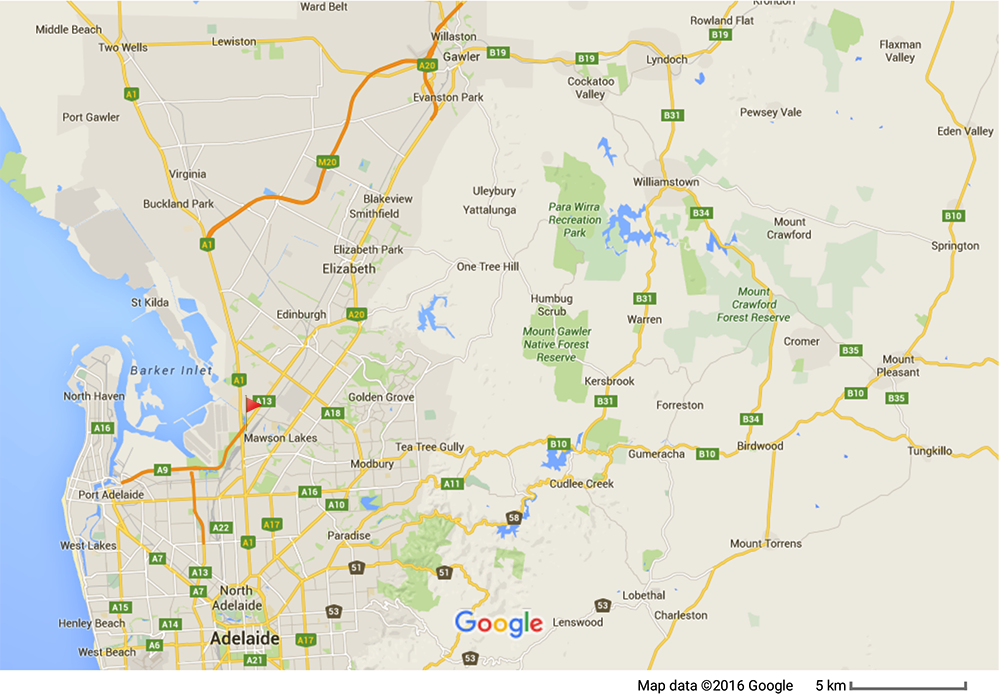 Ward Belt
Krondorf
Middle Beach
Rowland Flat
Willaston
B19
Two Wells
Lewiston
Flaxman
Valley
Gawler
B19
B19
Lyndoch
A20
Cockatoo
Valley
A1
Evanston Park
Port Gawler
B31
Pewsey Vale
Eden Valley
M20
Virginia
Williamstown
Uleybury
Blakeview
Buckland Park
Smithfield
Yattalunga
Para Wirra
Recreation
Park
B34
B10
Mount
Crawford
A1
Elizabeth Park
Springton
Elizabeth
One Tree Hill
St Kilda
Humbug
Scrub
B31
Mount
Crawford
Forest Reserve
Edinburgh
A20
Warren
Mount Gawler
Native Forest
Reserve
Cromer
B35
Mount
Pleasant
Barker Inlet
A1
Kersbrook
North Haven
A13
Golden Grove
B31
Forreston
B10
B35
A18
A16
B34
Mawson Lakes
Tea Tree Gully
B10
Birdwood
Gumeracha
B10
Tungkillo
A9
Modbury
Port Adelaide
A16
A11
Cudlee Creek
A10
A22
A17
58
Paradise
West Lakes
A1
Mount Torrens
A7
A13
51
51
A7
North
Adelaide
Lobethal
A15
53
53
Charleston
Henley Beach
A14
Google
Lenswood
Adelaide
A17
A6
West Beach
A21
53
Map data ©2016 Google
5 km